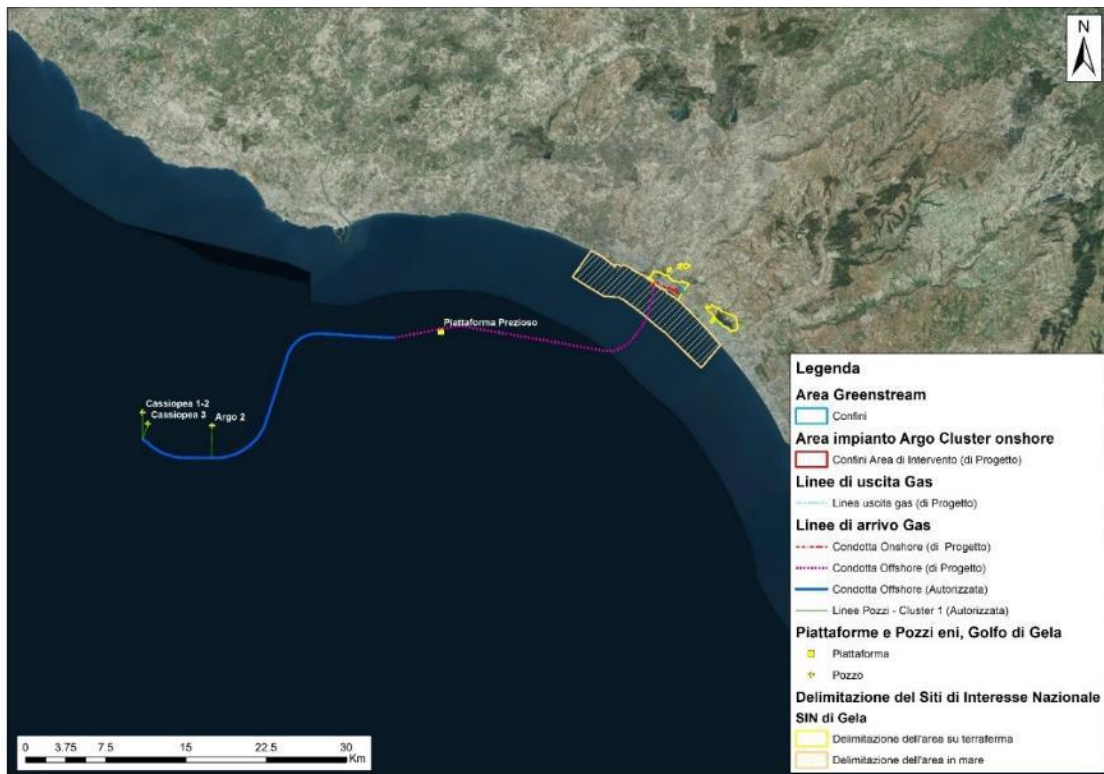 N
Piattaforma Prezioso
Cassiopea 1-2
Cassiopea 3
Argo 2
Legenda
Area Greenstream
Confini
Area impianto Argo Cluster onshore
Confini Area di Intervento (di Progetto)
Linee di uscita Gas
Linea uscita gas (di Progetto)
Linee di arrivo Gas
Condotta Onshore (di Progetto)
Condotta Offshore (di Progetto)
Condotta Offshore (Autorizzata)
Linee Pozzi - Cluster 1 (Autorizzata)
Piattaforme e Pozzi eni, Golfo di Gela
Piattaforma
Pozzo
Delimitazione del Siti di Interesse Nazionale
SIN di Gela
Delimitazione dell'area su terraferma
Delimitazione dell'area in mare
0 3.75 7.5 15 22.5 30
Km